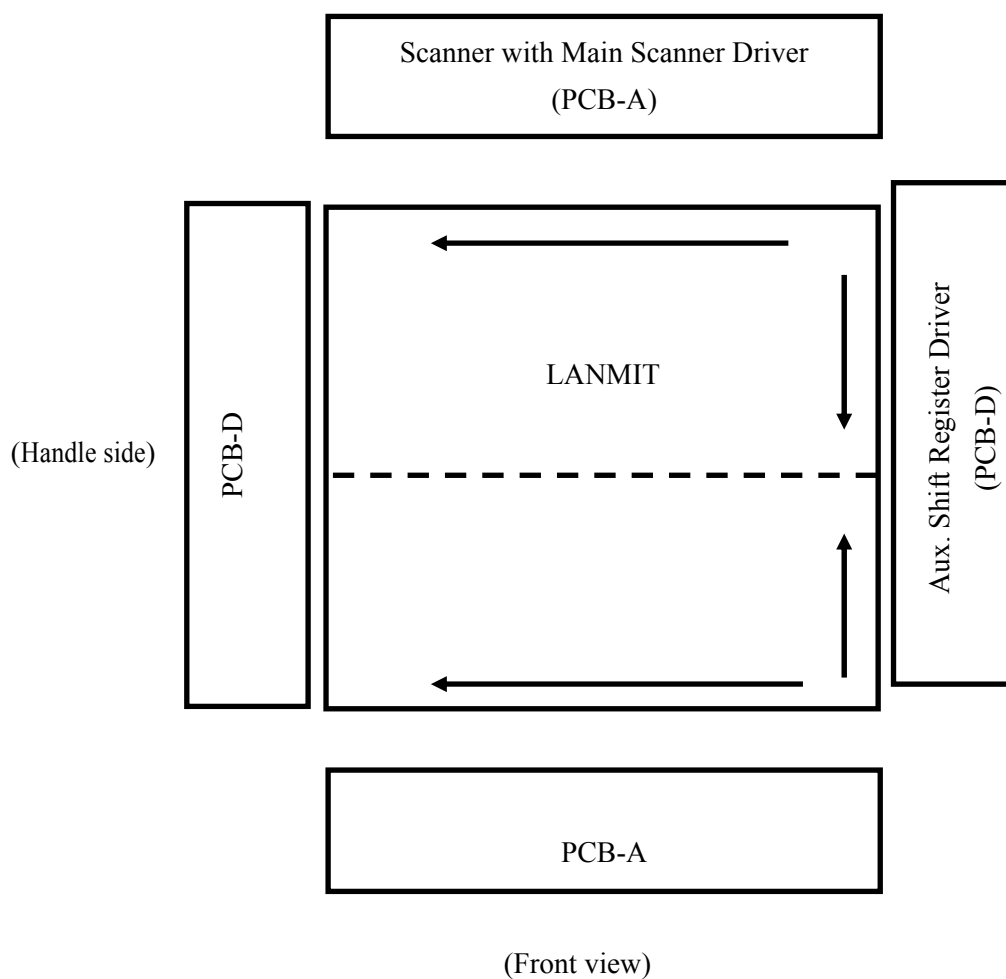 Scanner with Main Scanner Driver
(PCB-A)
(Handle side)
PCB-D
LANMIT
Aux. Shift Register Driver
(PCB-D)
PCB-A
(Front view)